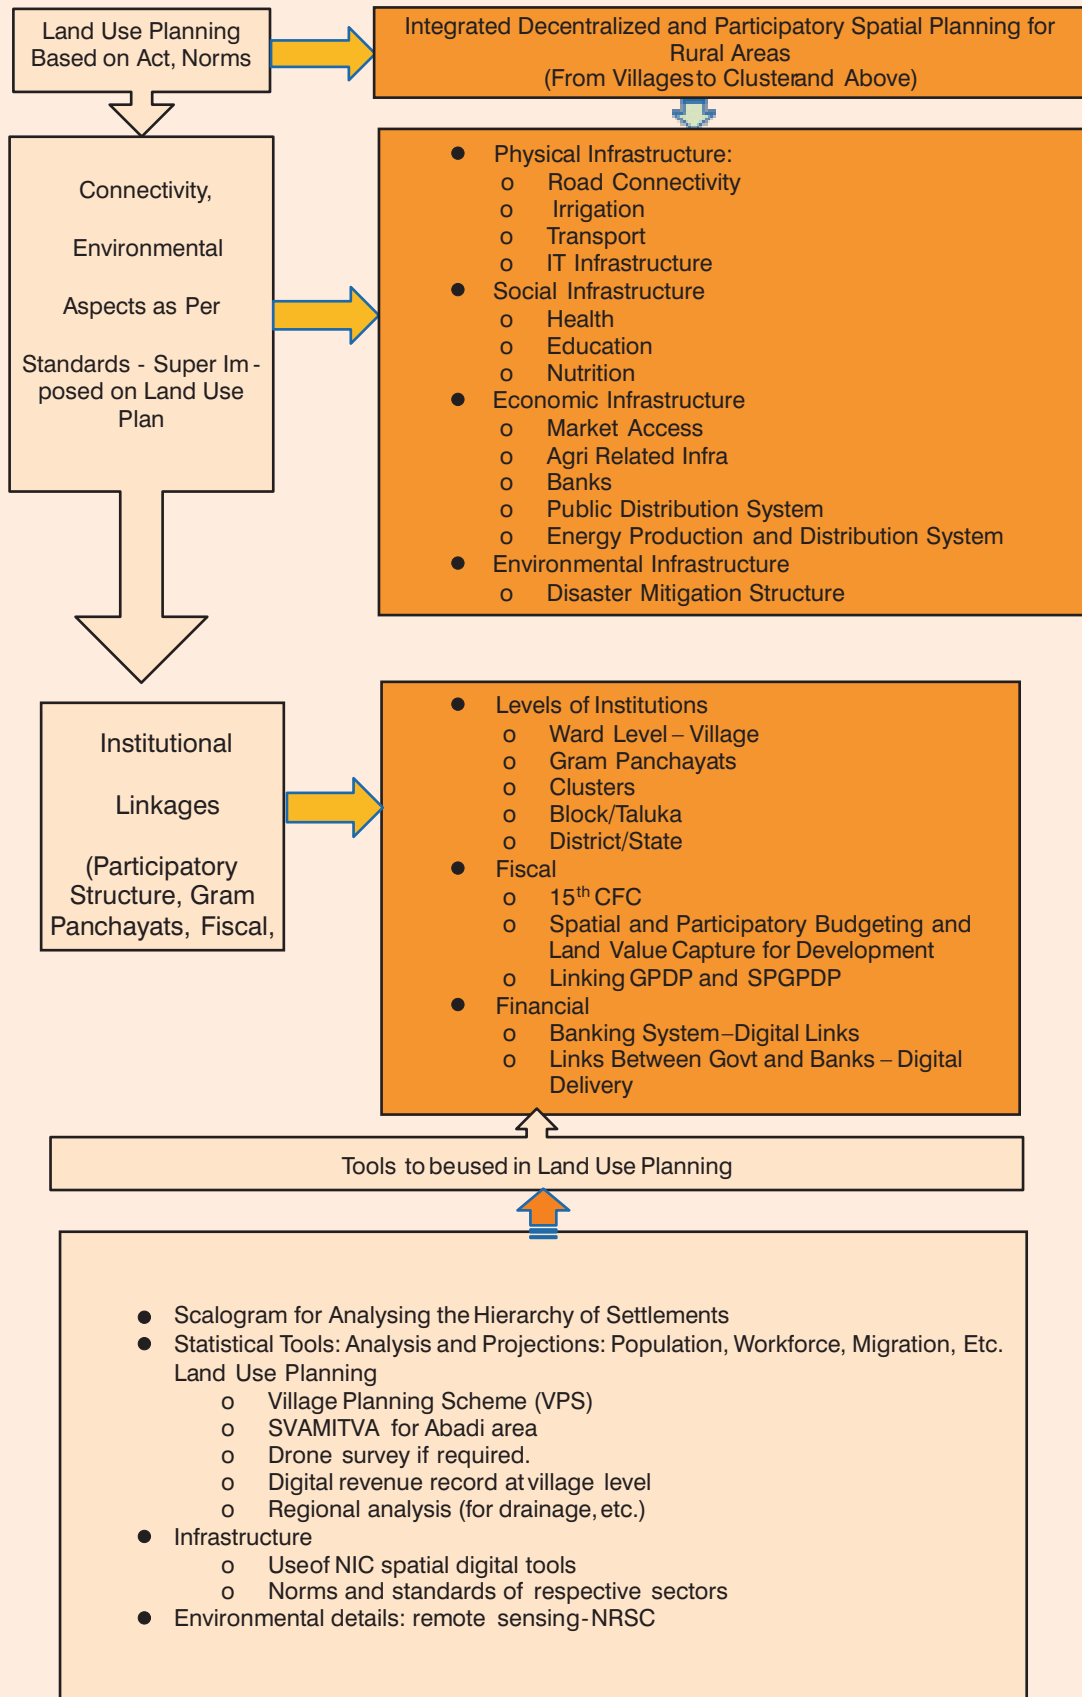 Land Use Planning
Based on Act, Norms
Integrated Decentralized and Participatory Spatial Planning for
Rural Areas
(From Villages to Clusterand Above)
Connectivity,
Environmental
Aspects as Per
Standards - Super Im -
posed on Land Use
Plan
● Physical Infrastructure:
o Road Connectivity
o Irrigation
o Transport
o IT Infrastructure
● Social Infrastructure
o Health
o Education
o Nutrition
● Economic Infrastructure
o Market Access
o Agri Related Infra
o Banks
o Public Distribution System
o Energy Production and Distribution System
● Environmental Infrastructure
o Disaster Mitigation Structure
Institutional
Linkages
(Participatory
Structure, Gram
Panchayats, Fiscal,
● Levels of Institutions
o Ward Level – Village
o Gram Panchayats
o Clusters
o Block/Taluka
o District/State
● Fiscal
o 15th CFC
o Spatial and Participatory Budgeting and
Land Value Capture for Development
o Linking GPDP and SPGPDP
● Financial
o Banking System–Digital Links
o Links Between Govt and Banks – Digital
Delivery
Tools to beused in Land Use Planning
● Scalogram for Analysing the Hierarchy of Settlements
● Statistical Tools: Analysis and Projections: Population, Workforce, Migration, Etc.
Land Use Planning
o Village Planning Scheme (VPS)
o SVAMITVA for Abadi area
o Drone survey if required.
o Digital revenue record at village level
o Regional analysis (for drainage, etc.)
● Infrastructure
o Useof NIC spatial digital tools
o Norms and standards of respective sectors
● Environmental details: remote sensing-NRSC